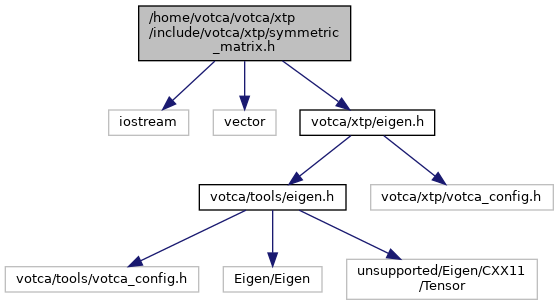 /home/votca/votca/xtp
/include/votca/xtp/symmetric
_matrix.h
iostream
vector
votca/xtp/eigen.h
votca/tools/eigen.h
votca/xtp/votca_config.h
votca/tools/votca_config.h
Eigen/Eigen
unsupported/Eigen/CXX11
/Tensor